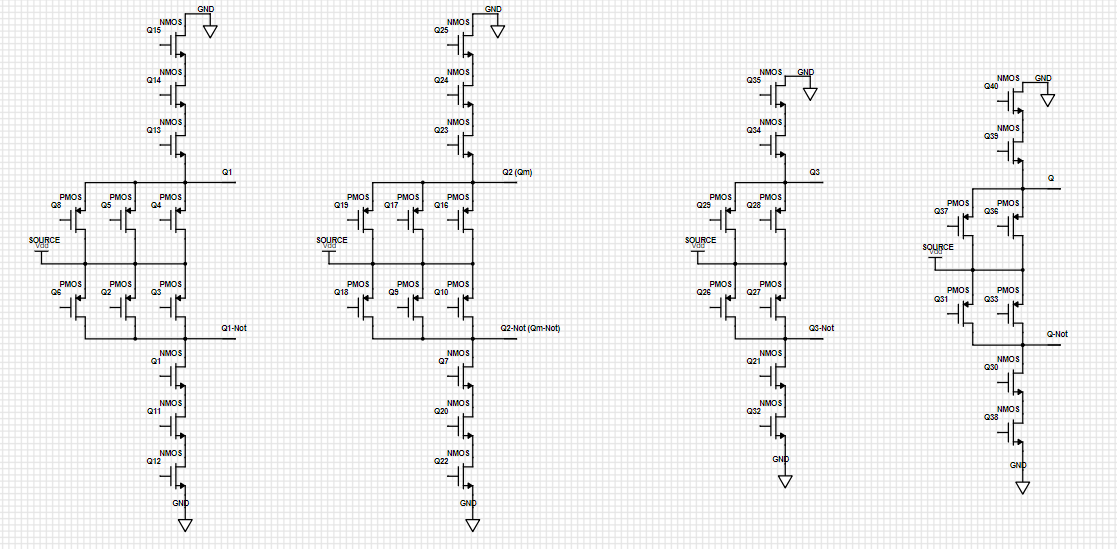 GND
NMOS
Q15
NMOS
Q14
NMOS
Q13
Q1
PMOS
Q8
PMOS
Q5
PMOS
Q4
SOURCE
Vdd
PMOS
Q6
PMOS
Q2
PMOS
Q3
Q1-Not
NMOS
Q1
NMOS
Q11
NMOS
Q12
GND
GND
NMOS
Q25
NMOS
Q24
NMOS
Q23
Q2 (Qm)
PMOS
Q19
PMOS
Q17
PMOS
Q16
SOURCE
Vdd
PMOS
Q18
PMOS
Q9
PMOS
Q10
Q2-Not (Qm-Not)
NMOS
Q7
NMOS
Q20
NMOS
Q22
GND
GND
NMOS
Q35
NMOS
Q34
Q3
PMOS
Q29
PMOS
Q28
SOURCE
Vdd
PMOS
Q26
PMOS
Q27
Q3-Not
NMOS
Q21
NMOS
Q32
GND
GND
NMOS
Q40
NMOS
Q39
Q
PMOS
Q37
PMOS
Q36
SOURCE
Vdd
PMOS
Q31
PMOS
Q33
Q-Not
NMOS
Q30
NMOS
Q38
GND